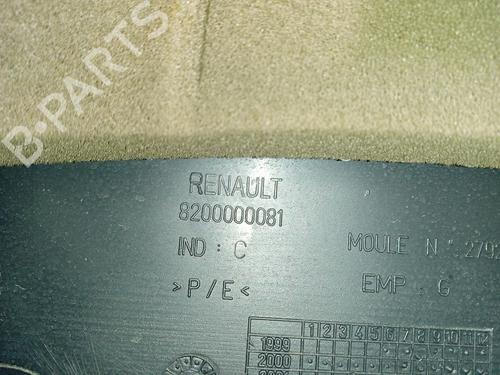 B-PARTS
RENAULT
8200000081
IND : C
MOULE N° 2792
>P/E<
EMP : G
1 2 3 4 5 6 7 8 9 10 11 12
1999
2000